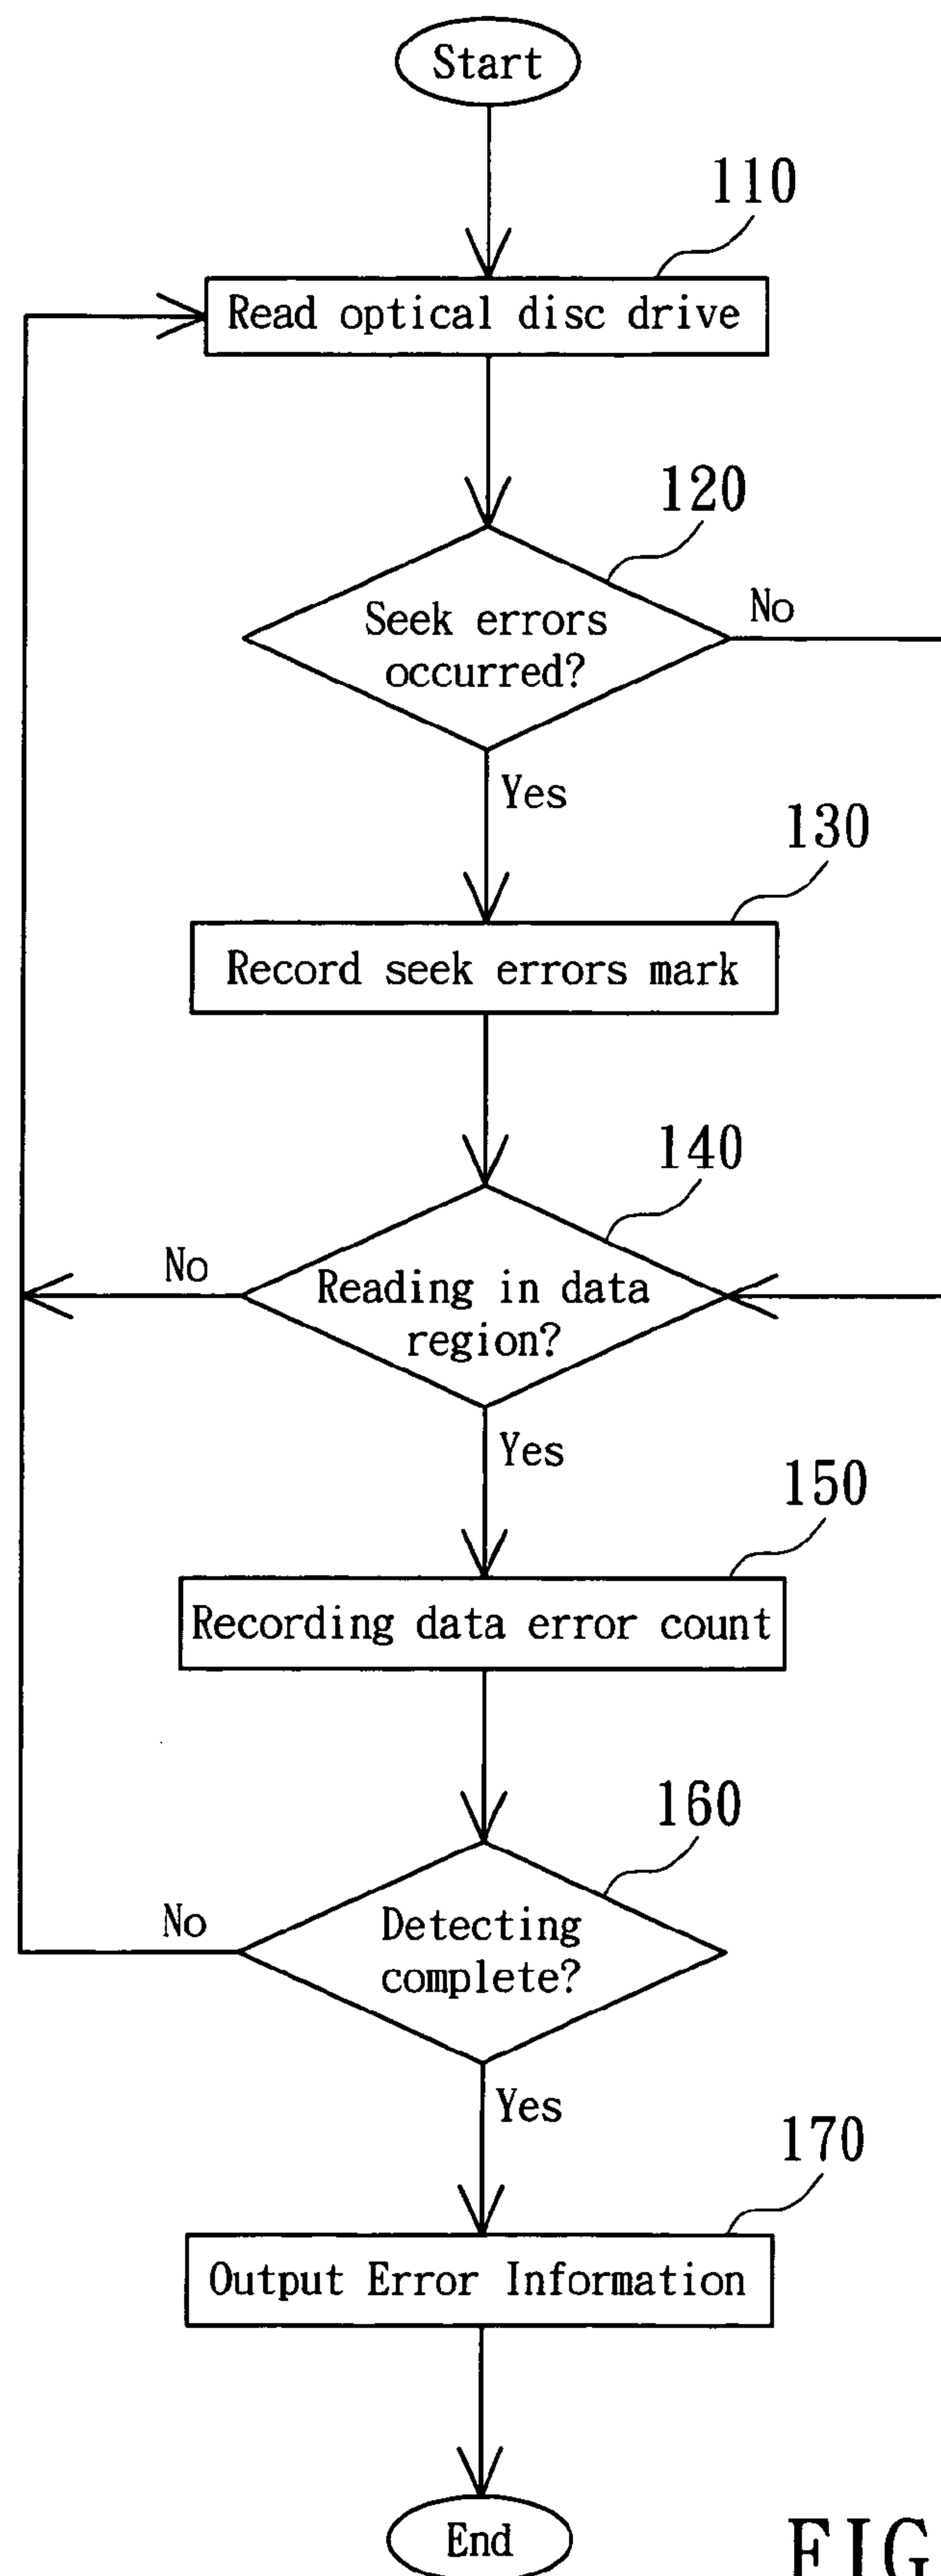 Start
110
Read optical disc drive
120
Seek errors
occurred?
No
Yes
130
Record seek errors mark
140
No
Reading in data
region?
Yes
150
Recording data error count
160
No
Detecting
complete?
Yes
170
Output Error Information
End
FIG